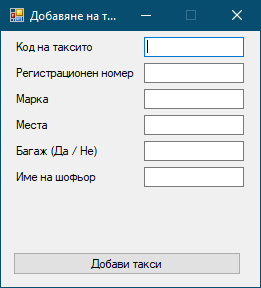 Добавяне на т...
Код на таксито
Регистрационен номер
Марка
Места
Багаж (Да / Не)
Име на шофьор
Добави такси